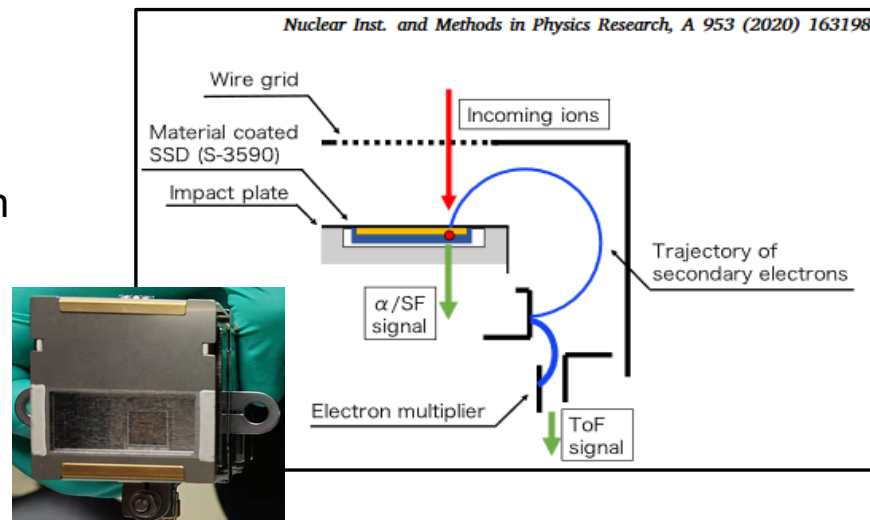 Nuclear Inst. and Methods in Physics Research, A 953 (2020) 163198
Wire grid
Incoming ions
Material coated
SSD (S-3590)
Impact plate
n
Trajectory of
secondary electrons
α/SF
signal
Electron multiplier
ToF
signal